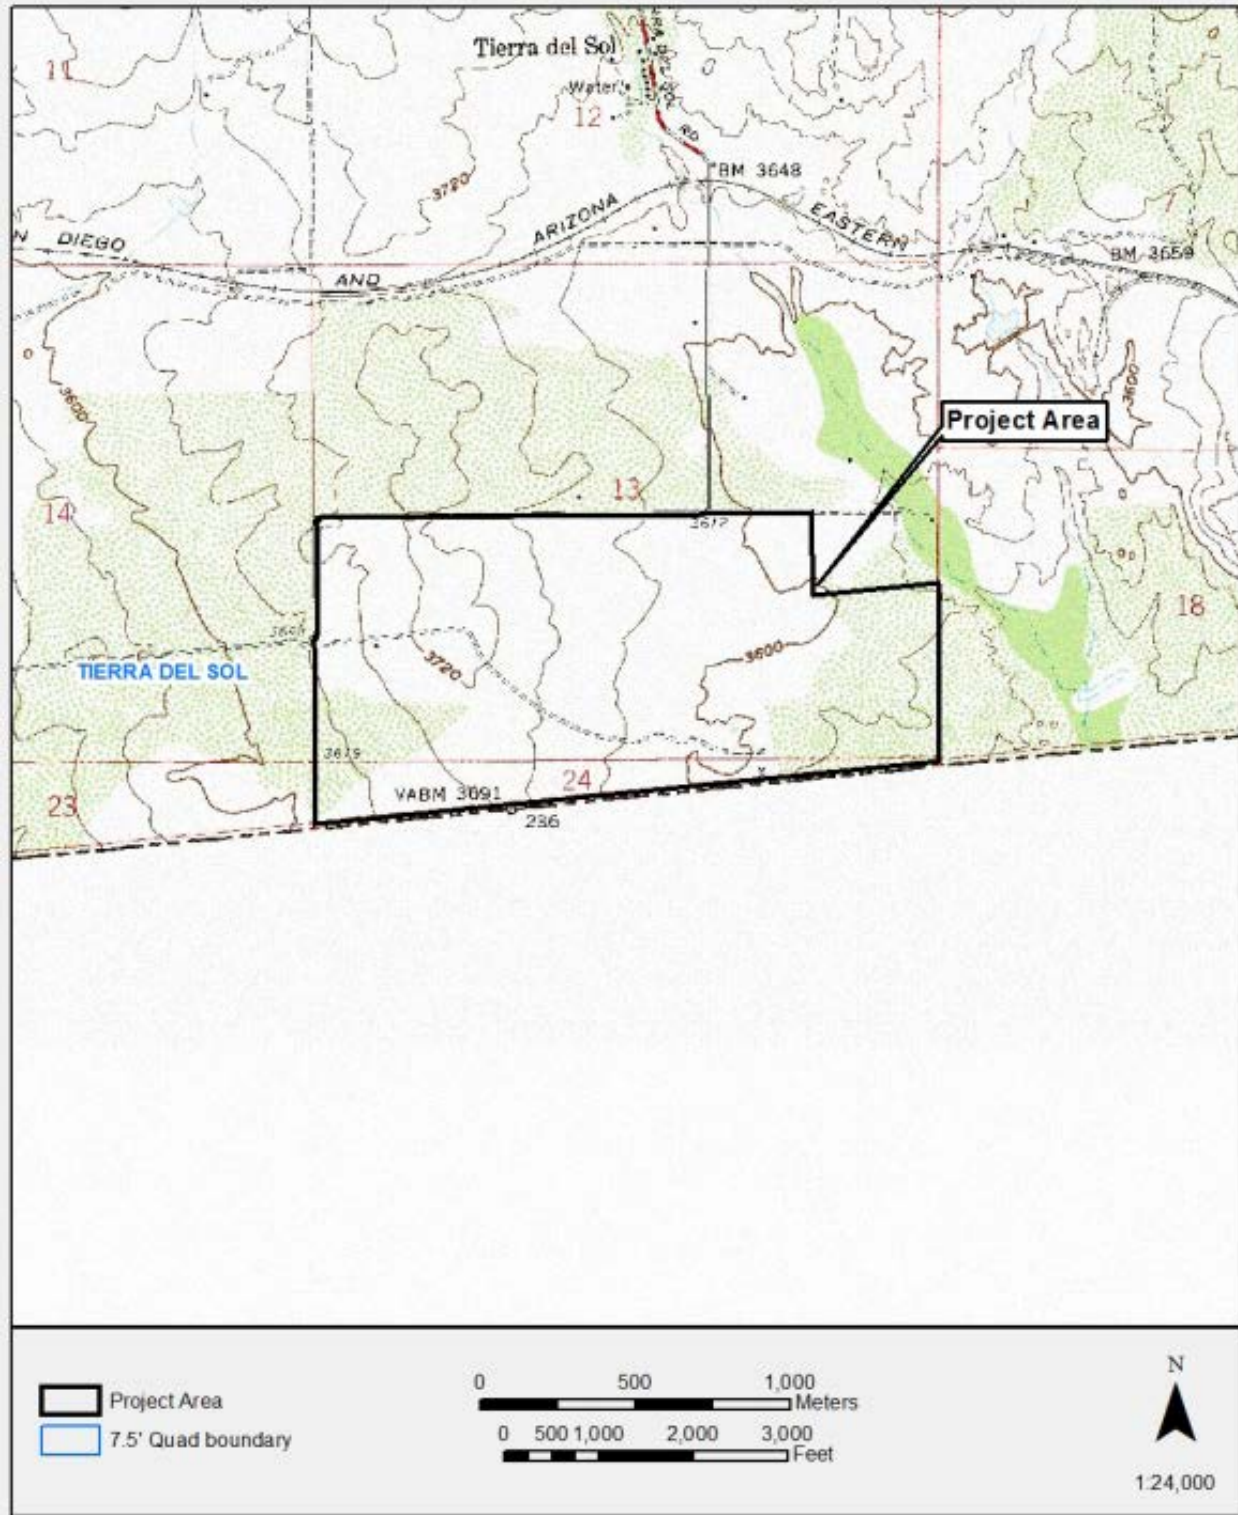 11
Tierra del Sol
Water
12
RD
BM 3648
3720
7
ARIZONA
EASTERN
DIEGO
AND
BM 3659
3600
3600
Project Area
14
13
3617
18
TIERRA DEL SOL
3720
3600
3619
23
24
VABM 3691
236
Project Area
7.5' Quad boundary
0 500 1,000
Meters
0 500 1,000 2,000 3,000
Feet
N
1:24,000